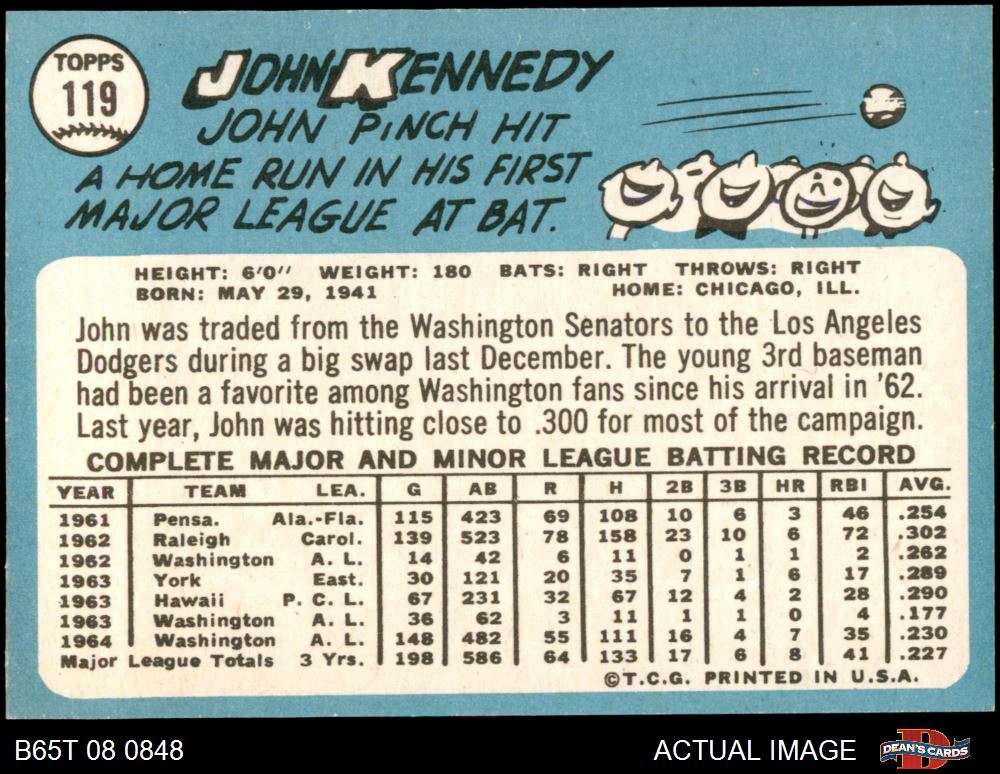 TOPPS
119
JOHN KENNEDY
JOHN PINCH HIT
A HOME RUN IN HIS FIRST
MAJOR LEAGUE AT BAT.
HEIGHT: 6'0" WEIGHT: 180 BATS: RIGHT THROWS: RIGHT
BORN: MAY 29, 1941 HOME: CHICAGO, ILL.
John was traded from the Washington Senators to the Los Angeles
Dodgers during a big swap last December. The young 3rd baseman
had been a favorite among Washington fans since his arrival in '62.
Last year, John was hitting close to .300 for most of the campaign.
COMPLETE MAJOR AND MINOR LEAGUE BATTING RECORD
YEAR TEAM LEA. G AB R H 2B 3B HR RBI AVG.
1961 Pensa. Ala.-Fla. 115 423 69 108 10 6 3 46 .254
1962 Raleigh Carol. 139 523 78 158 23 10 6 72 .302
1962 Washington A. L. 14 42 6 11 0 1 1 2 .262
1963 York East. 30 121 20 35 7 1 6 17 .289
1963 Hawaii P. C. L. 67 231 32 67 12 4 2 28 .290
1963 Washington A. L. 36 62 3 11 1 1 0 4 .177
1964 Washington A. L. 148 482 55 111 16 4 7 35 .230
Major League Totals 3 Yrs. 198 586 64 133 17 6 8 41 .227
©T.C.G. PRINTED IN U.S.A.
B65T 08 0848 ACTUAL IMAGE DEAN'S CARDS